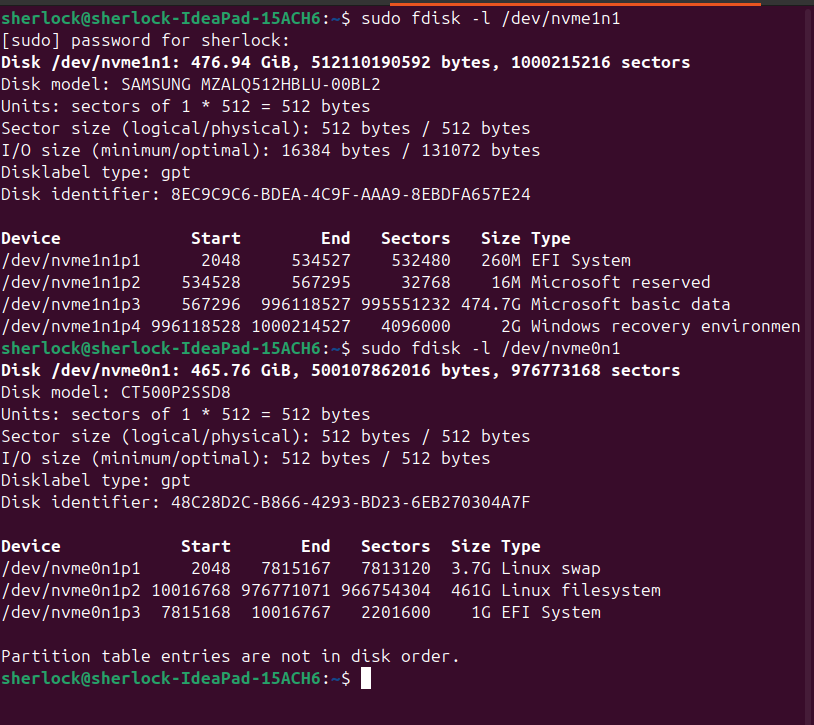 sherlock@sherlock-IdeaPad-15ACH6:~$ sudo fdisk -l /dev/nvme1n1
[sudo] password for sherlock:
Disk /dev/nvme1n1: 476.94 GiB, 512110190592 bytes, 1000215216 sectors
Disk model: SAMSUNG MZALQ512HBLU-00BL2
Units: sectors of 1 * 512 = 512 bytes
Sector size (logical/physical): 512 bytes / 512 bytes
I/O size (minimum/optimal): 16384 bytes / 131072 bytes
Disklabel type: gpt
Disk identifier: 8EC9C9C6-BDEA-4C9F-AAA9-8EBDFA657E24

Device             Start        End   Sectors   Size Type
/dev/nvme1n1p1      2048     534527    532480   260M EFI System
/dev/nvme1n1p2    534528     567295     32768    16M Microsoft reserved
/dev/nvme1n1p3    567296  996118527 995551232 474.7G Microsoft basic data
/dev/nvme1n1p4 996118528 1000214527   4096000     2G Windows recovery environmen
sherlock@sherlock-IdeaPad-15ACH6:~$ sudo fdisk -l /dev/nvme0n1
Disk /dev/nvme0n1: 465.76 GiB, 500107862016 bytes, 976773168 sectors
Disk model: CT500P2SSD8
Units: sectors of 1 * 512 = 512 bytes
Sector size (logical/physical): 512 bytes / 512 bytes
I/O size (minimum/optimal): 512 bytes / 512 bytes
Disklabel type: gpt
Disk identifier: 48C28D2C-B866-4293-BD23-6EB270304A7F

Device            Start       End   Sectors  Size Type
/dev/nvme0n1p1     2048   7815167   7813120  3.7G Linux swap
/dev/nvme0n1p2 10016768 976771071 966754304  461G Linux filesystem
/dev/nvme0n1p3  7815168  10016767   2201600    1G EFI System

Partition table entries are not in disk order.
sherlock@sherlock-IdeaPad-15ACH6:~$